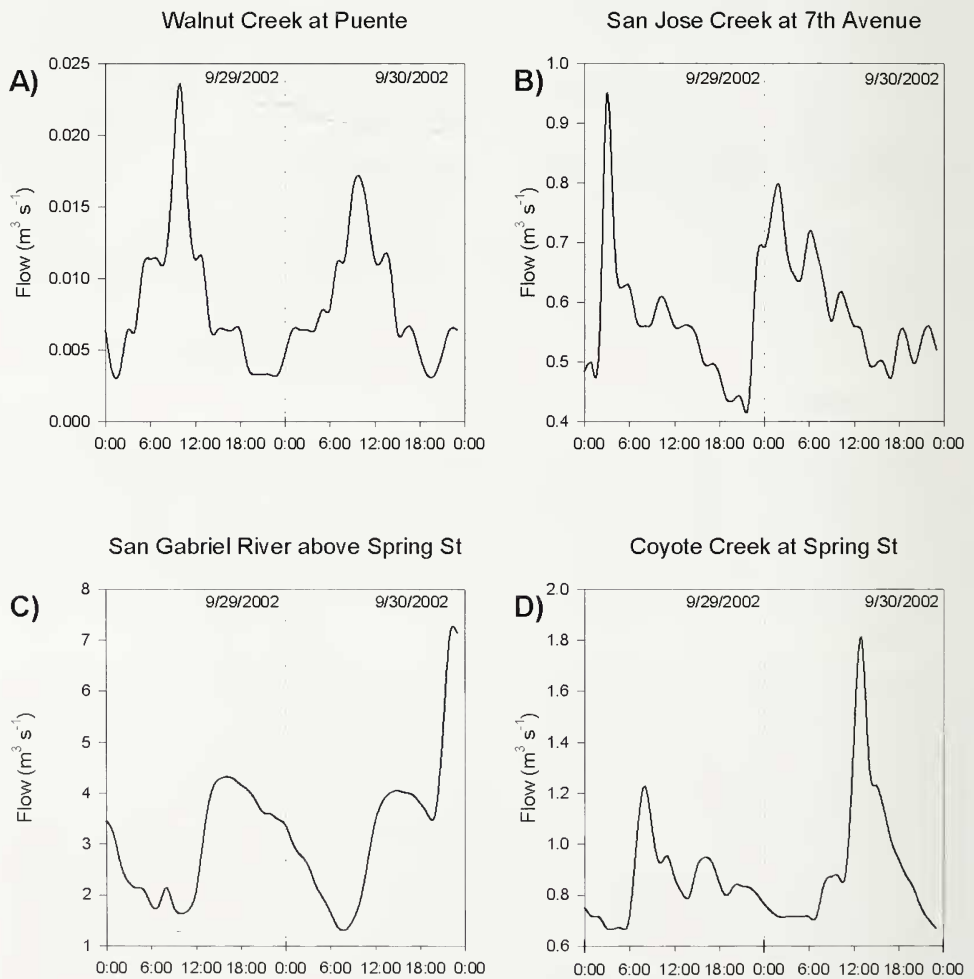 Walnut Creek at Puente
A)
9/29/2002 9/30/2002
0.025
0.020
0.015
0.010
0.005
0.000
Flow (m³ s⁻¹)
0:00 6:00 12:00 18:00 0:00 6:00 12:00 18:00 0:00
San Jose Creek at 7th Avenue
B)
9/29/2002 9/30/2002
1.0
0.9
0.8
0.7
0.6
0.5
0.4
Flow (m³ s⁻¹)
0:00 6:00 12:00 18:00 0:00 6:00 12:00 18:00 0:00
San Gabriel River above Spring St
C)
9/29/2002 9/30/2002
8
7
6
5
4
3
2
1
Flow (m³ s⁻¹)
0:00 6:00 12:00 18:00 0:00 6:00 12:00 18:00 0:00
Coyote Creek at Spring St
D)
9/29/2002 9/30/2002
2.0
1.8
1.6
1.4
1.2
1.0
0.8
0.6
Flow (m³ s⁻¹)
0:00 6:00 12:00 18:00 0:00 6:00 12:00 18:00 0:00